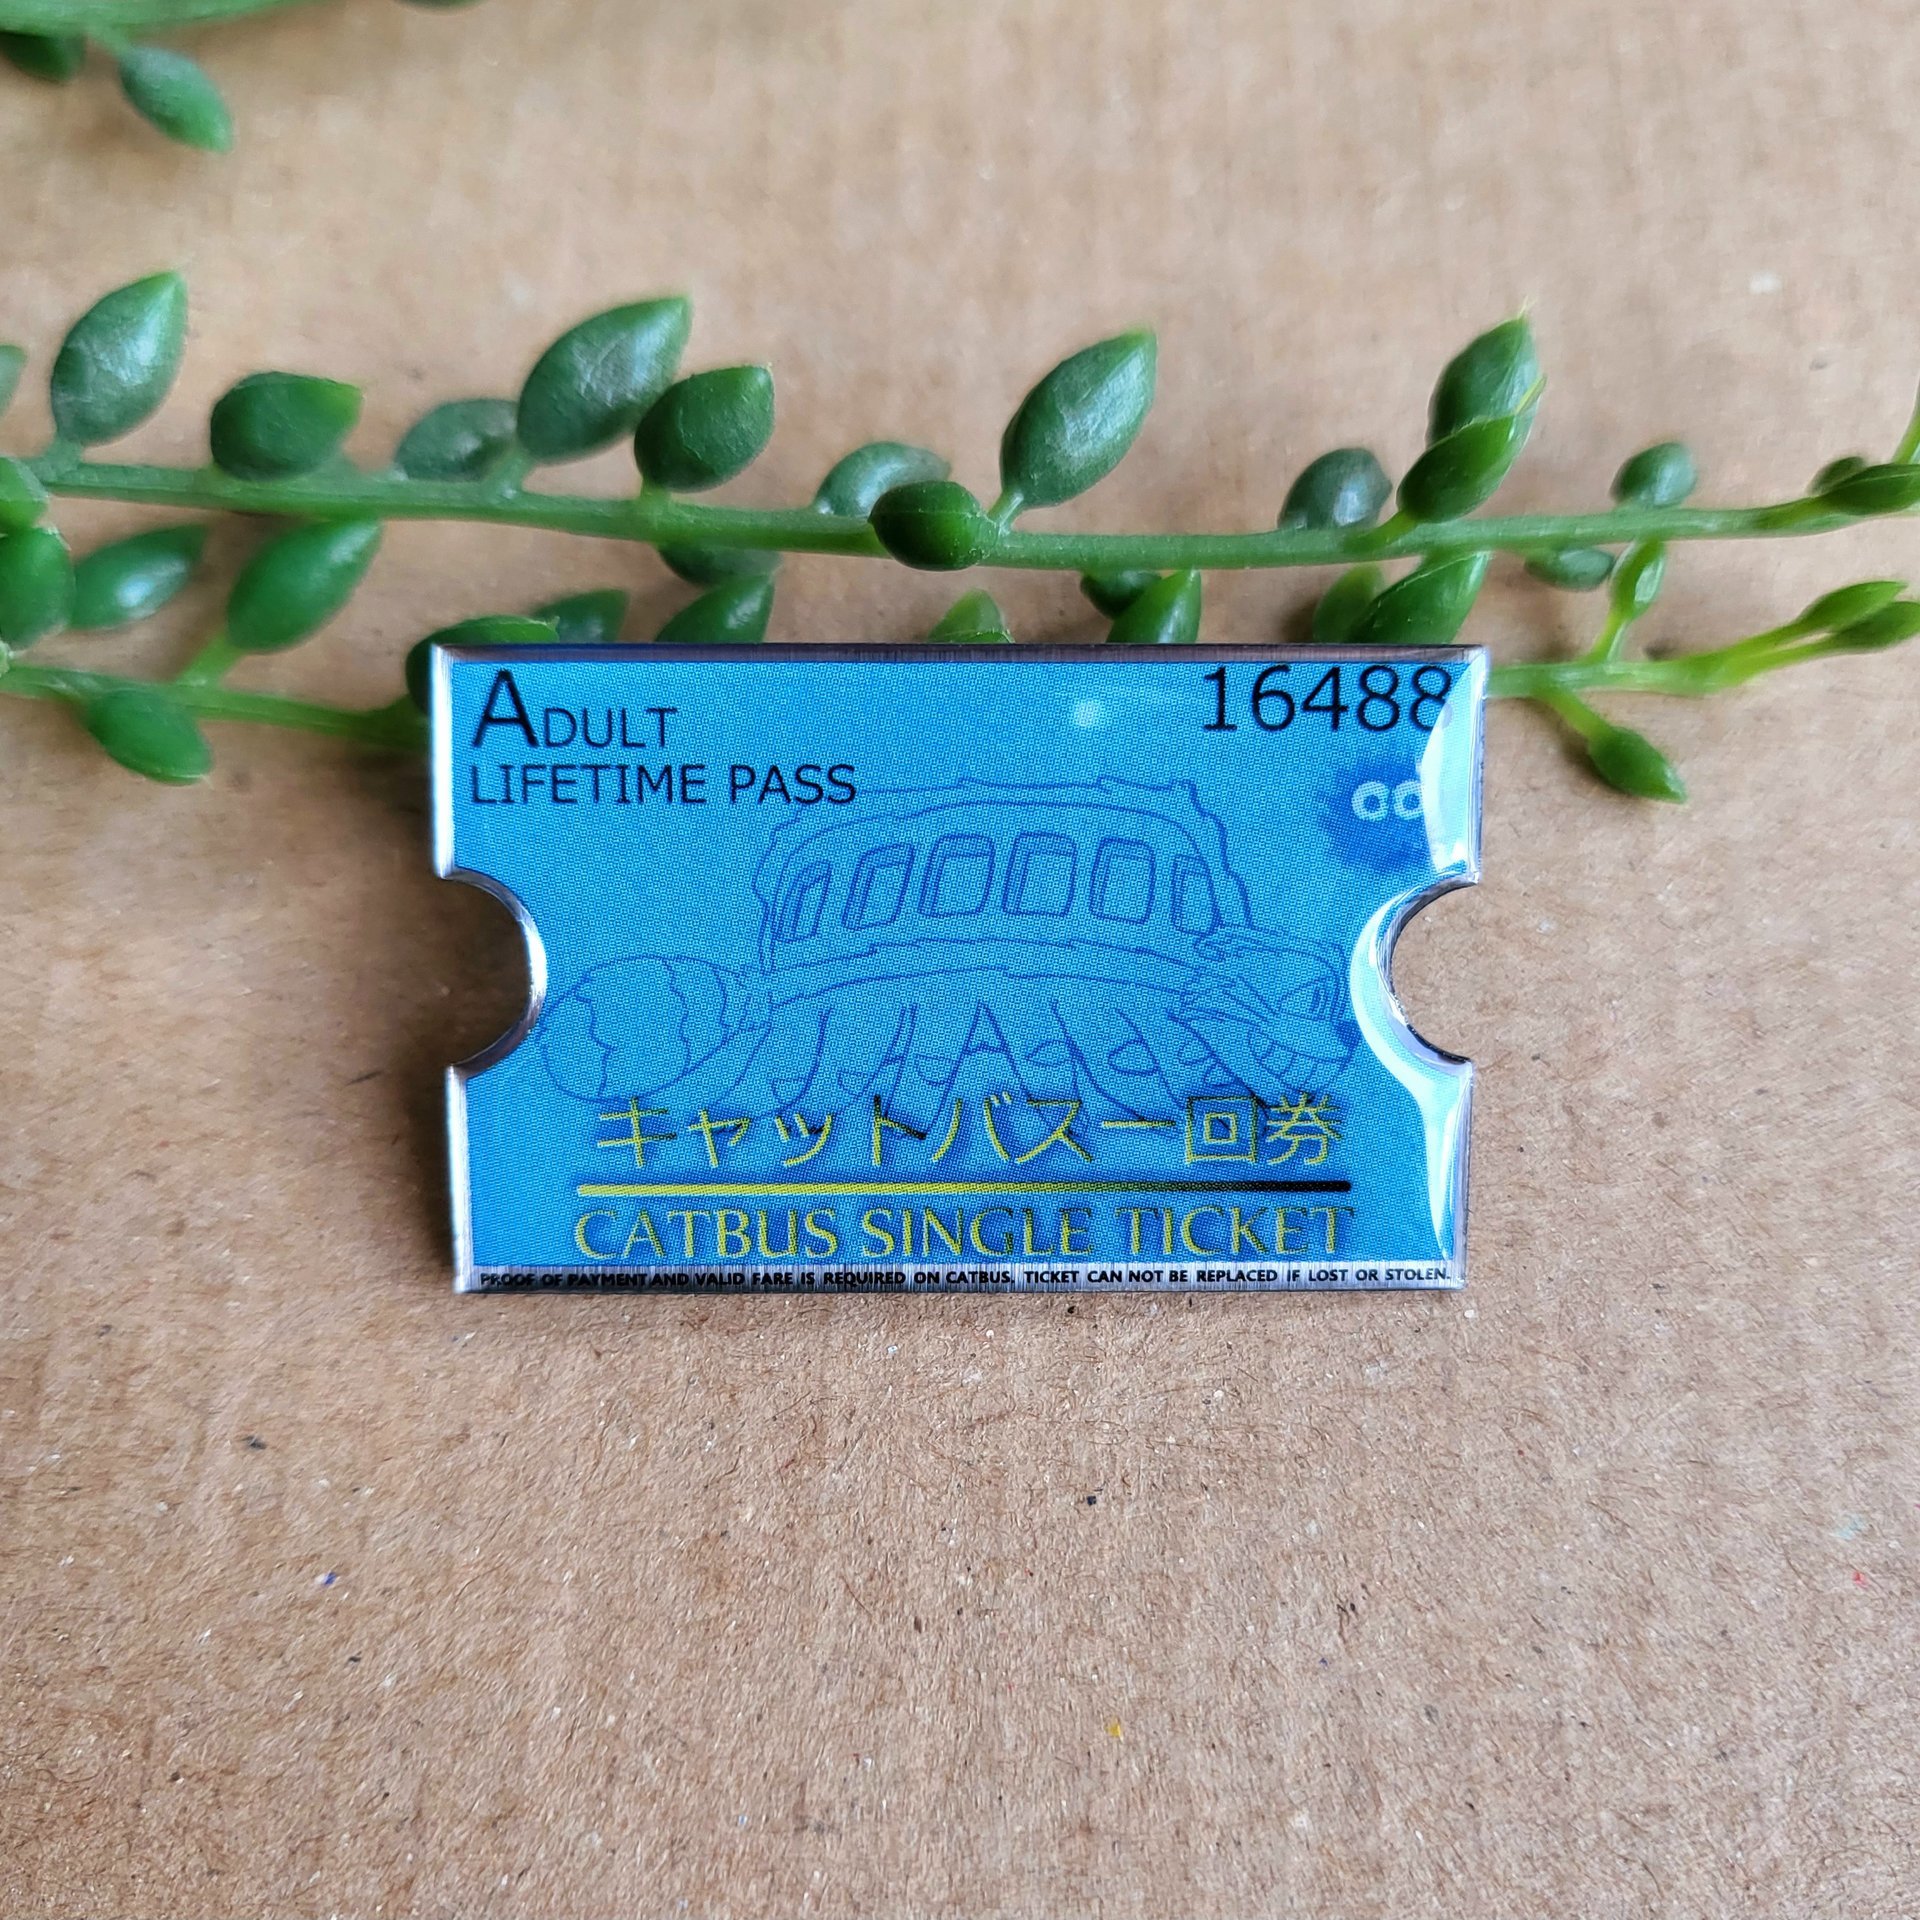 ADULT
16488
LIFETIME PASS
キャットバス一回券
CATBUS SINGLE TICKET
PROOF OF PAYMENT AND VALID FARE IS REQUIRED ON CATBUS. TICKET CAN NOT BE REPLACED IF LOST OR STOLEN.